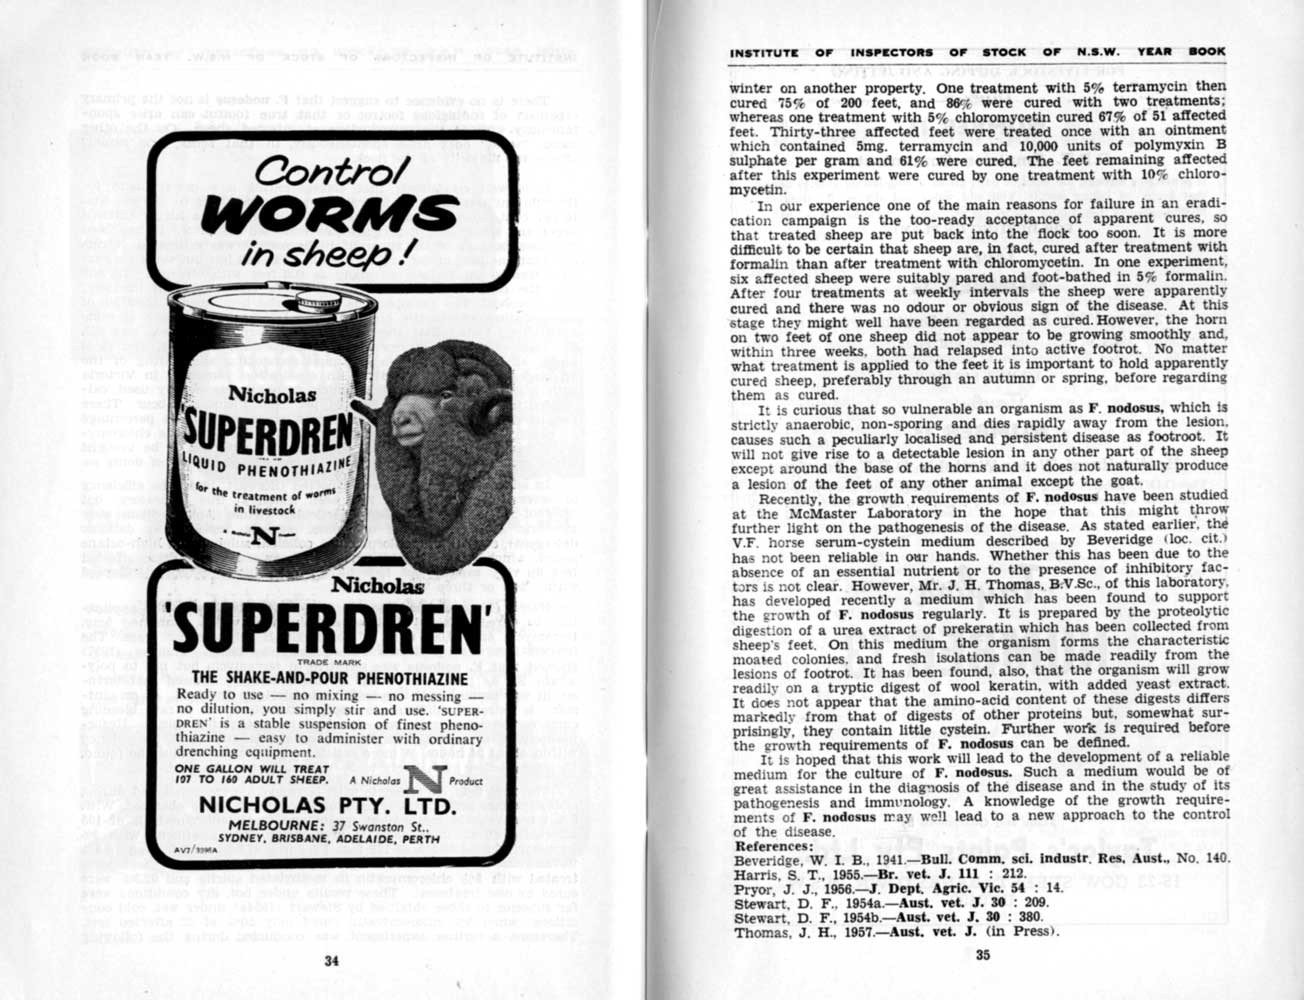 Control
WORMS
in sheep!
Nicholas
'SUPERDREN'
LIQUID PHENOTHIAZINE
for the treatment of worms
in livestock
N
Nicholas
'SUPERDREN'
TRADE MARK
THE SHAKE-AND-POUR PHENOTHIAZINE
Ready to use — no mixing — no messing —
no dilution, you simply stir and use. 'SUPER-
DREN' is a stable suspension of finest pheno-
thiazine — easy to administer with ordinary
drenching equipment.
ONE GALLON WILL TREAT
107 TO 160 ADULT SHEEP.
A Nicholas N Product
NICHOLAS PTY. LTD.
MELBOURNE: 37 Swanston St.,
SYDNEY, BRISBANE, ADELAIDE, PERTH
34
INSTITUTE OF INSPECTORS OF STOCK OF N.S.W. YEAR BOOK
winter on another property. One treatment with 5% terramycin then
cured 75% of 200 feet, and 86% were cured with two treatments;
whereas one treatment with 5% chloromycetin cured 67% of 51 affected
feet. Thirty-three affected feet were treated once with an ointment
which contained 5mg. terramycin and 10,000 units of polymyxin B
sulphate per gram and 61% were cured. The feet remaining affected
after this experiment were cured by one treatment with 10% chloro-
mycetin.
In our experience one of the main reasons for failure in an eradi-
cation campaign is the too-ready acceptance of apparent cures, so
that treated sheep are put back into the flock too soon. It is more
difficult to be certain that sheep are, in fact, cured after treatment with
formalin than after treatment with chloromycetin. In one experiment,
six affected sheep were suitably pared and foot-bathed in 5% formalin.
After four treatments at weekly intervals the sheep were apparently
cured and there was no odour or obvious sign of the disease. At this
stage they might well have been regarded as cured. However, the horn
on two feet of one sheep did not appear to be growing smoothly and,
within three weeks, both had relapsed into active footrot. No matter
what treatment is applied to the feet it is important to hold apparently
cured sheep, preferably through an autumn or spring, before regarding
them as cured.
It is curious that so vulnerable an organism as F. nodosus, which is
strictly anaerobic, non-sporing and dies rapidly away from the lesion,
causes such a peculiarly localised and persistent disease as footroot. It
will not give rise to a detectable lesion in any other part of the sheep
except around the base of the horns and it does not naturally produce
a lesion of the feet of any other animal except the goat.
Recently, the growth requirements of F. nodosus have been studied
at the McMaster Laboratory in the hope that this might throw
further light on the pathogenesis of the disease. As stated earlier, the
V.F. horse serum-cystein medium described by Beveridge (loc. cit.)
has not been reliable in our hands. Whether this has been due to the
absence of an essential nutrient or to the presence of inhibitory fac-
tors is not clear. However, Mr. J. H. Thomas, B.V.Sc., of this laboratory,
has developed recently a medium which has been found to support
the growth of F. nodosus regularly. It is prepared by the proteolytic
digestion of a urea extract of prekeratin which has been collected from
sheep's feet. On this medium the organism forms the characteristic
moated colonies, and fresh isolations can be made readily from the
lesions of footrot. It has been found, also, that the organism will grow
readily on a tryptic digest of wool keratin, with added yeast extract.
It does not appear that the amino-acid content of these digests differs
markedly from that of digests of other proteins but, somewhat sur-
prisingly, they contain little cystein. Further work is required before
the growth requirements of F. nodosus can be defined.
It is hoped that this work will lead to the development of a reliable
medium for the culture of F. nodosus. Such a medium would be of
great assistance in the diagnosis of the disease and in the study of its
pathogenesis and immunology. A knowledge of the growth require-
ments of F. nodosus may well lead to a new approach to the control
of the disease.
References:
Beveridge, W. I. B., 1941.—Bull. Comm. sci. industr. Res. Aust., No. 140.
Harris, S. T., 1955.—Br. vet. J. 111 : 212.
Pryor, J. J., 1956.—J. Dept. Agric. Vic. 54 : 14.
Stewart, D. F., 1954a.—Aust. vet. J. 30 : 209.
Stewart, D. F., 1954b.—Aust. vet. J. 30 : 380.
Thomas, J. H., 1957.—Aust. vet. J. (in Press).
35